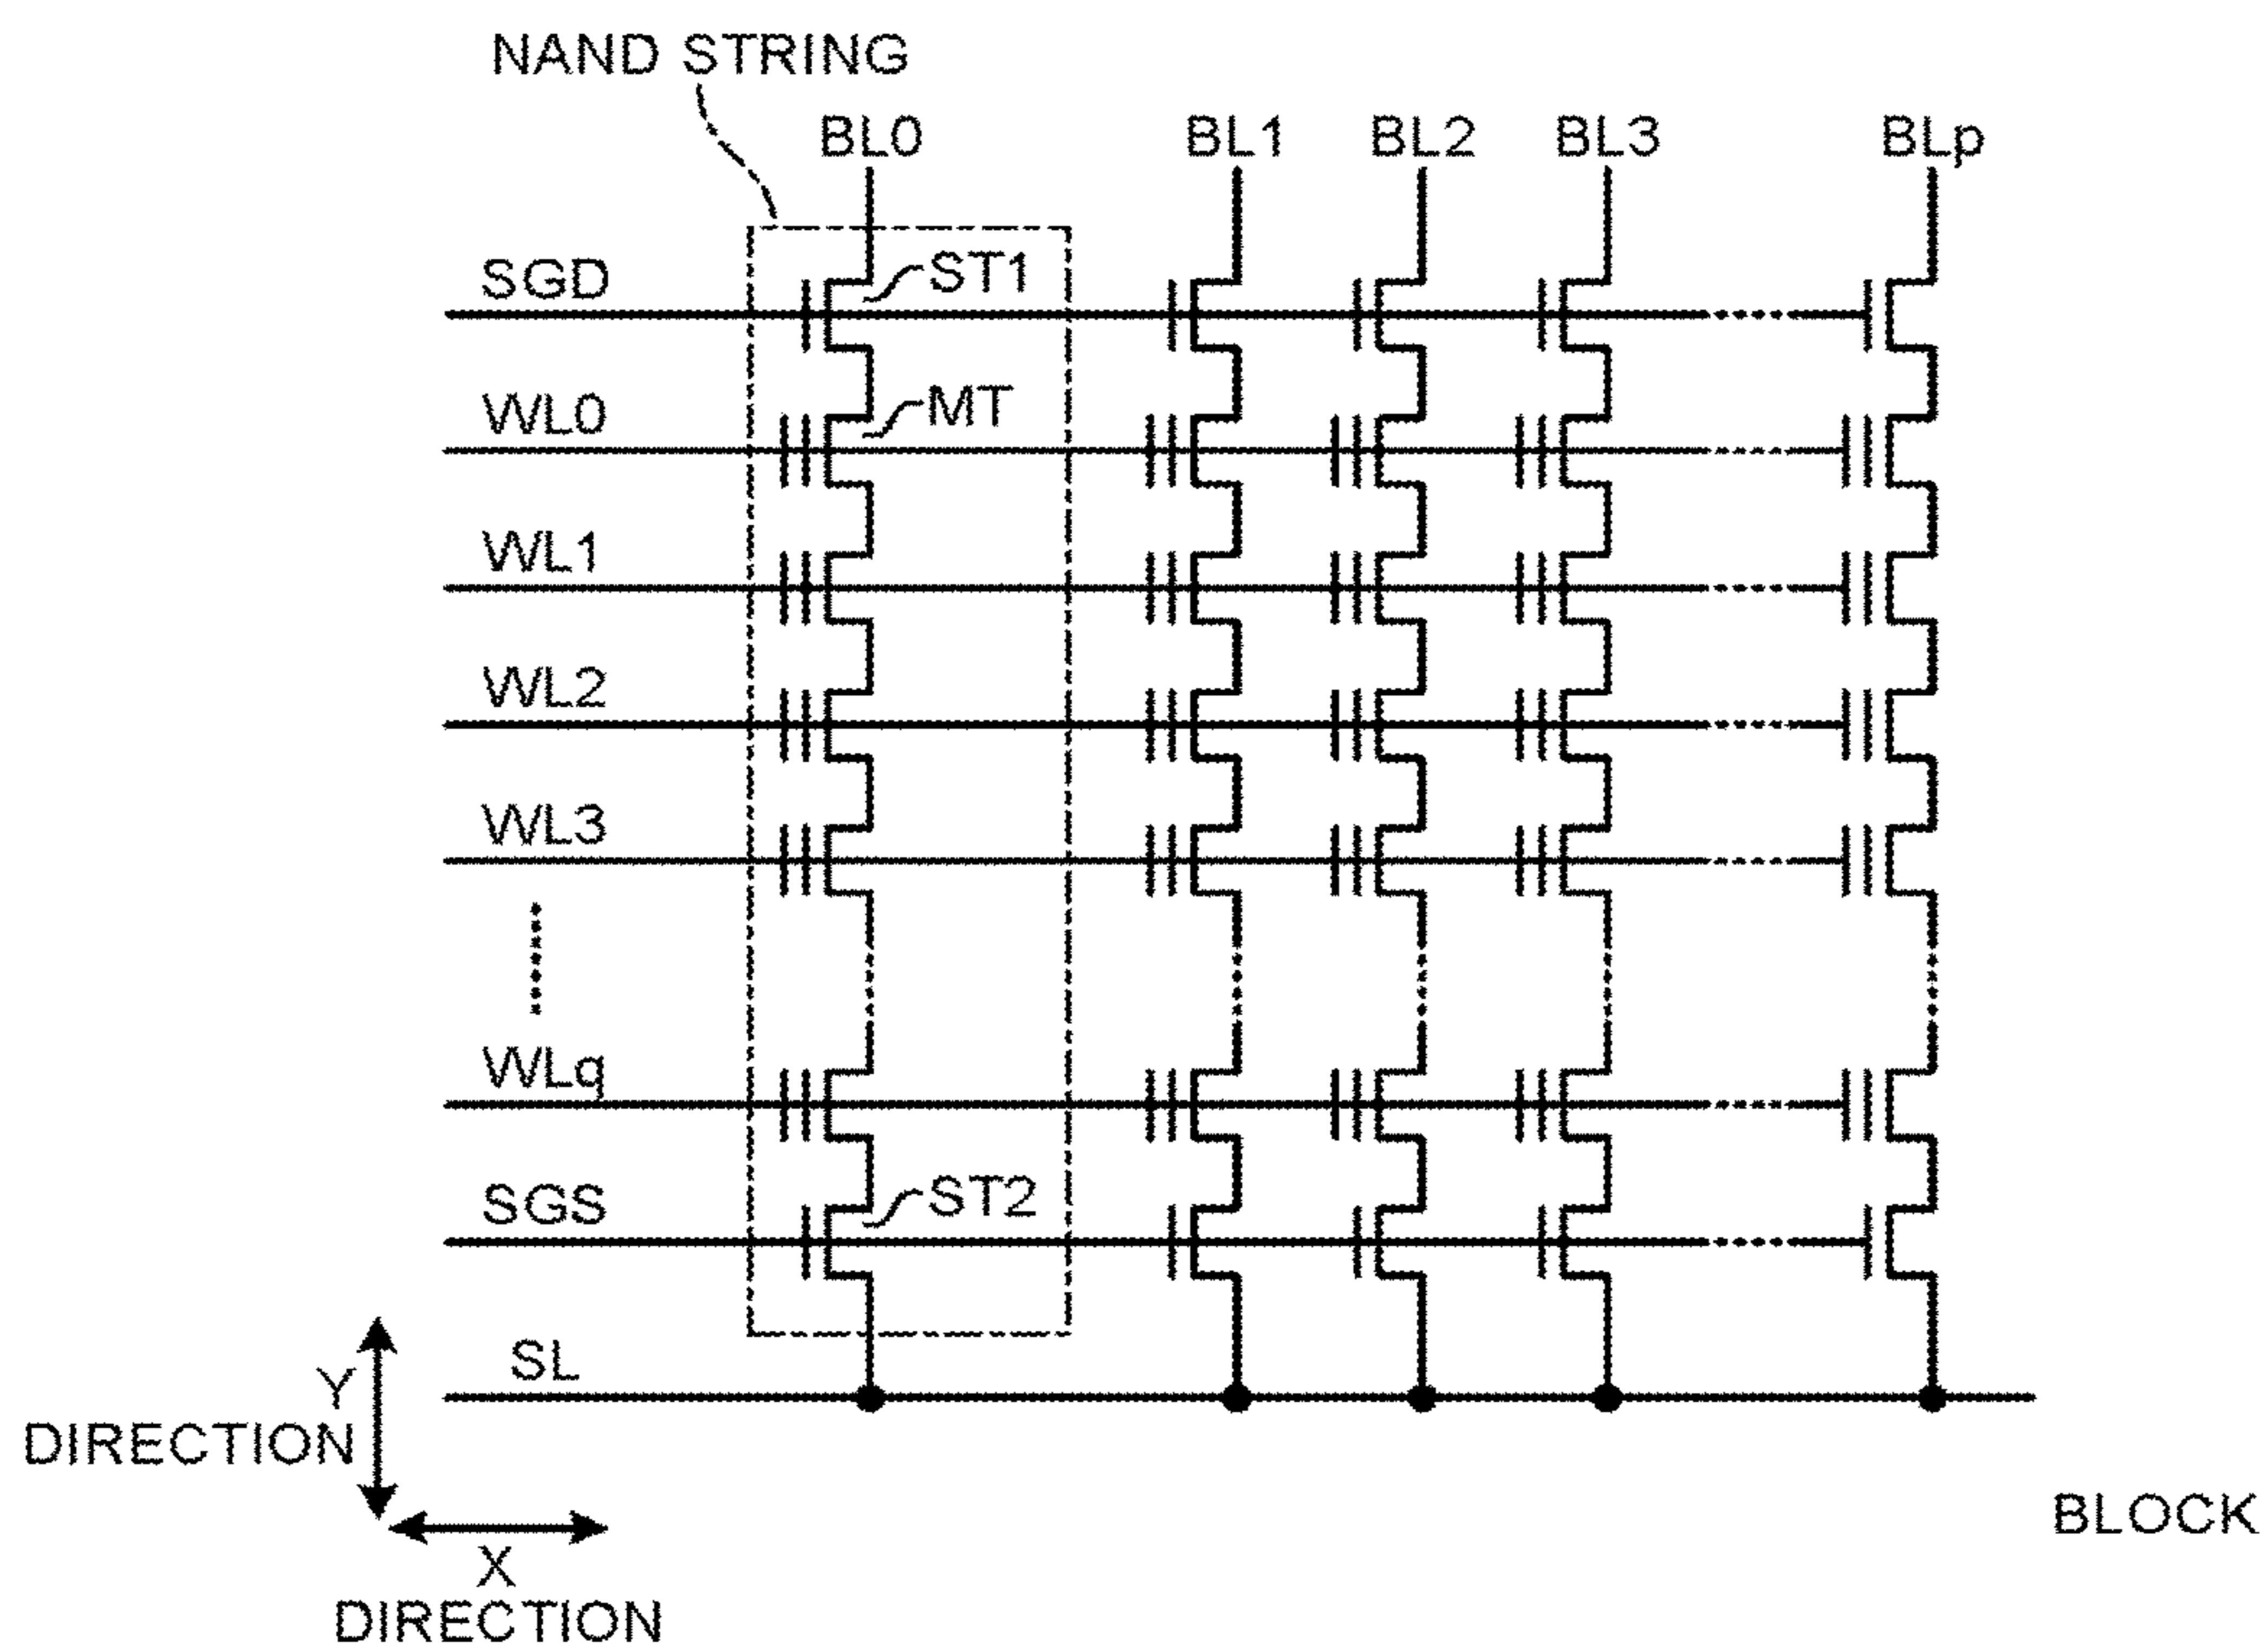 NAND STRING
BL0 BL1 BL2 BL3 BLp
SGD ST1
WL0 MT
WL1
WL2
WL3
WLq
SGS ST2
SL
Y
DIRECTION
X
DIRECTION
BLOCK